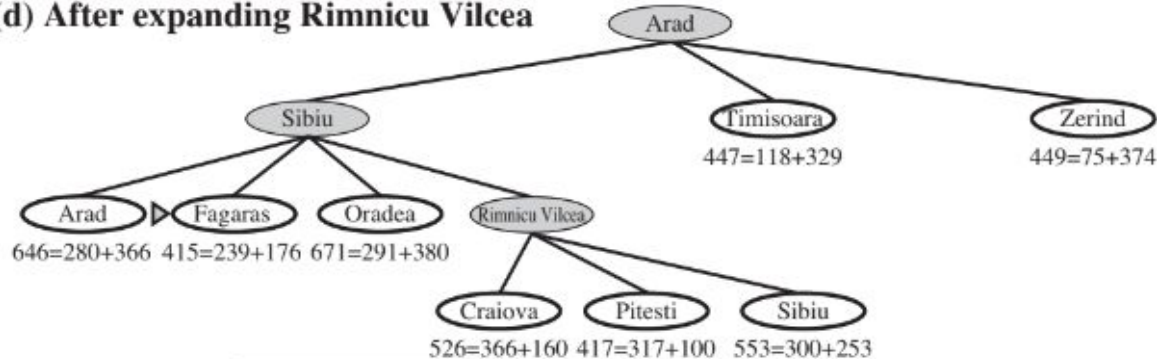 (d) After expanding Rimnicu Vilcea
Arad
Sibiu
Timisoara
Zerind
447=118+329
449=75+374
Arad
Fagaras
Oradea
Rimnicu Vilcea
646=280+366
415=239+176
671=291+380
Craiova
Pitesti
Sibiu
526=366+160
417=317+100
553=300+253